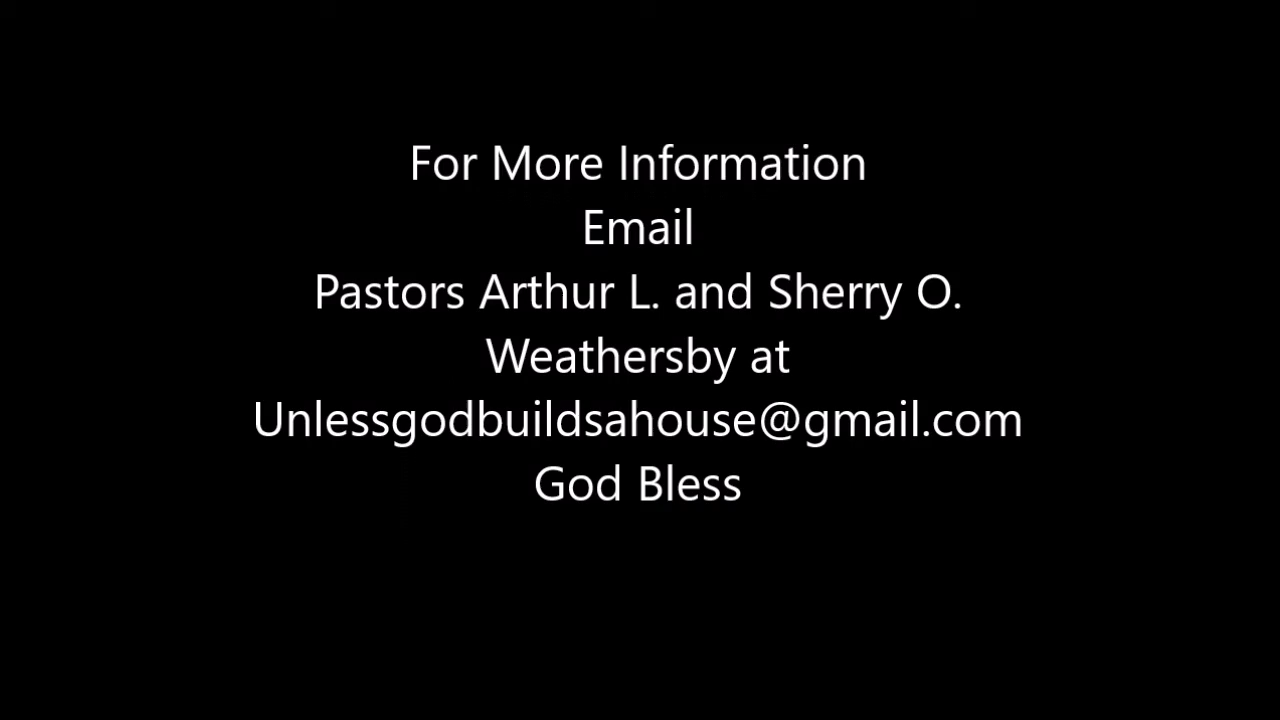 For More Information
Email
Pastors Arthur L. and Sherry O.
Weathersby at
Unlessgodbuildsahouse@gmail.com
God Bless